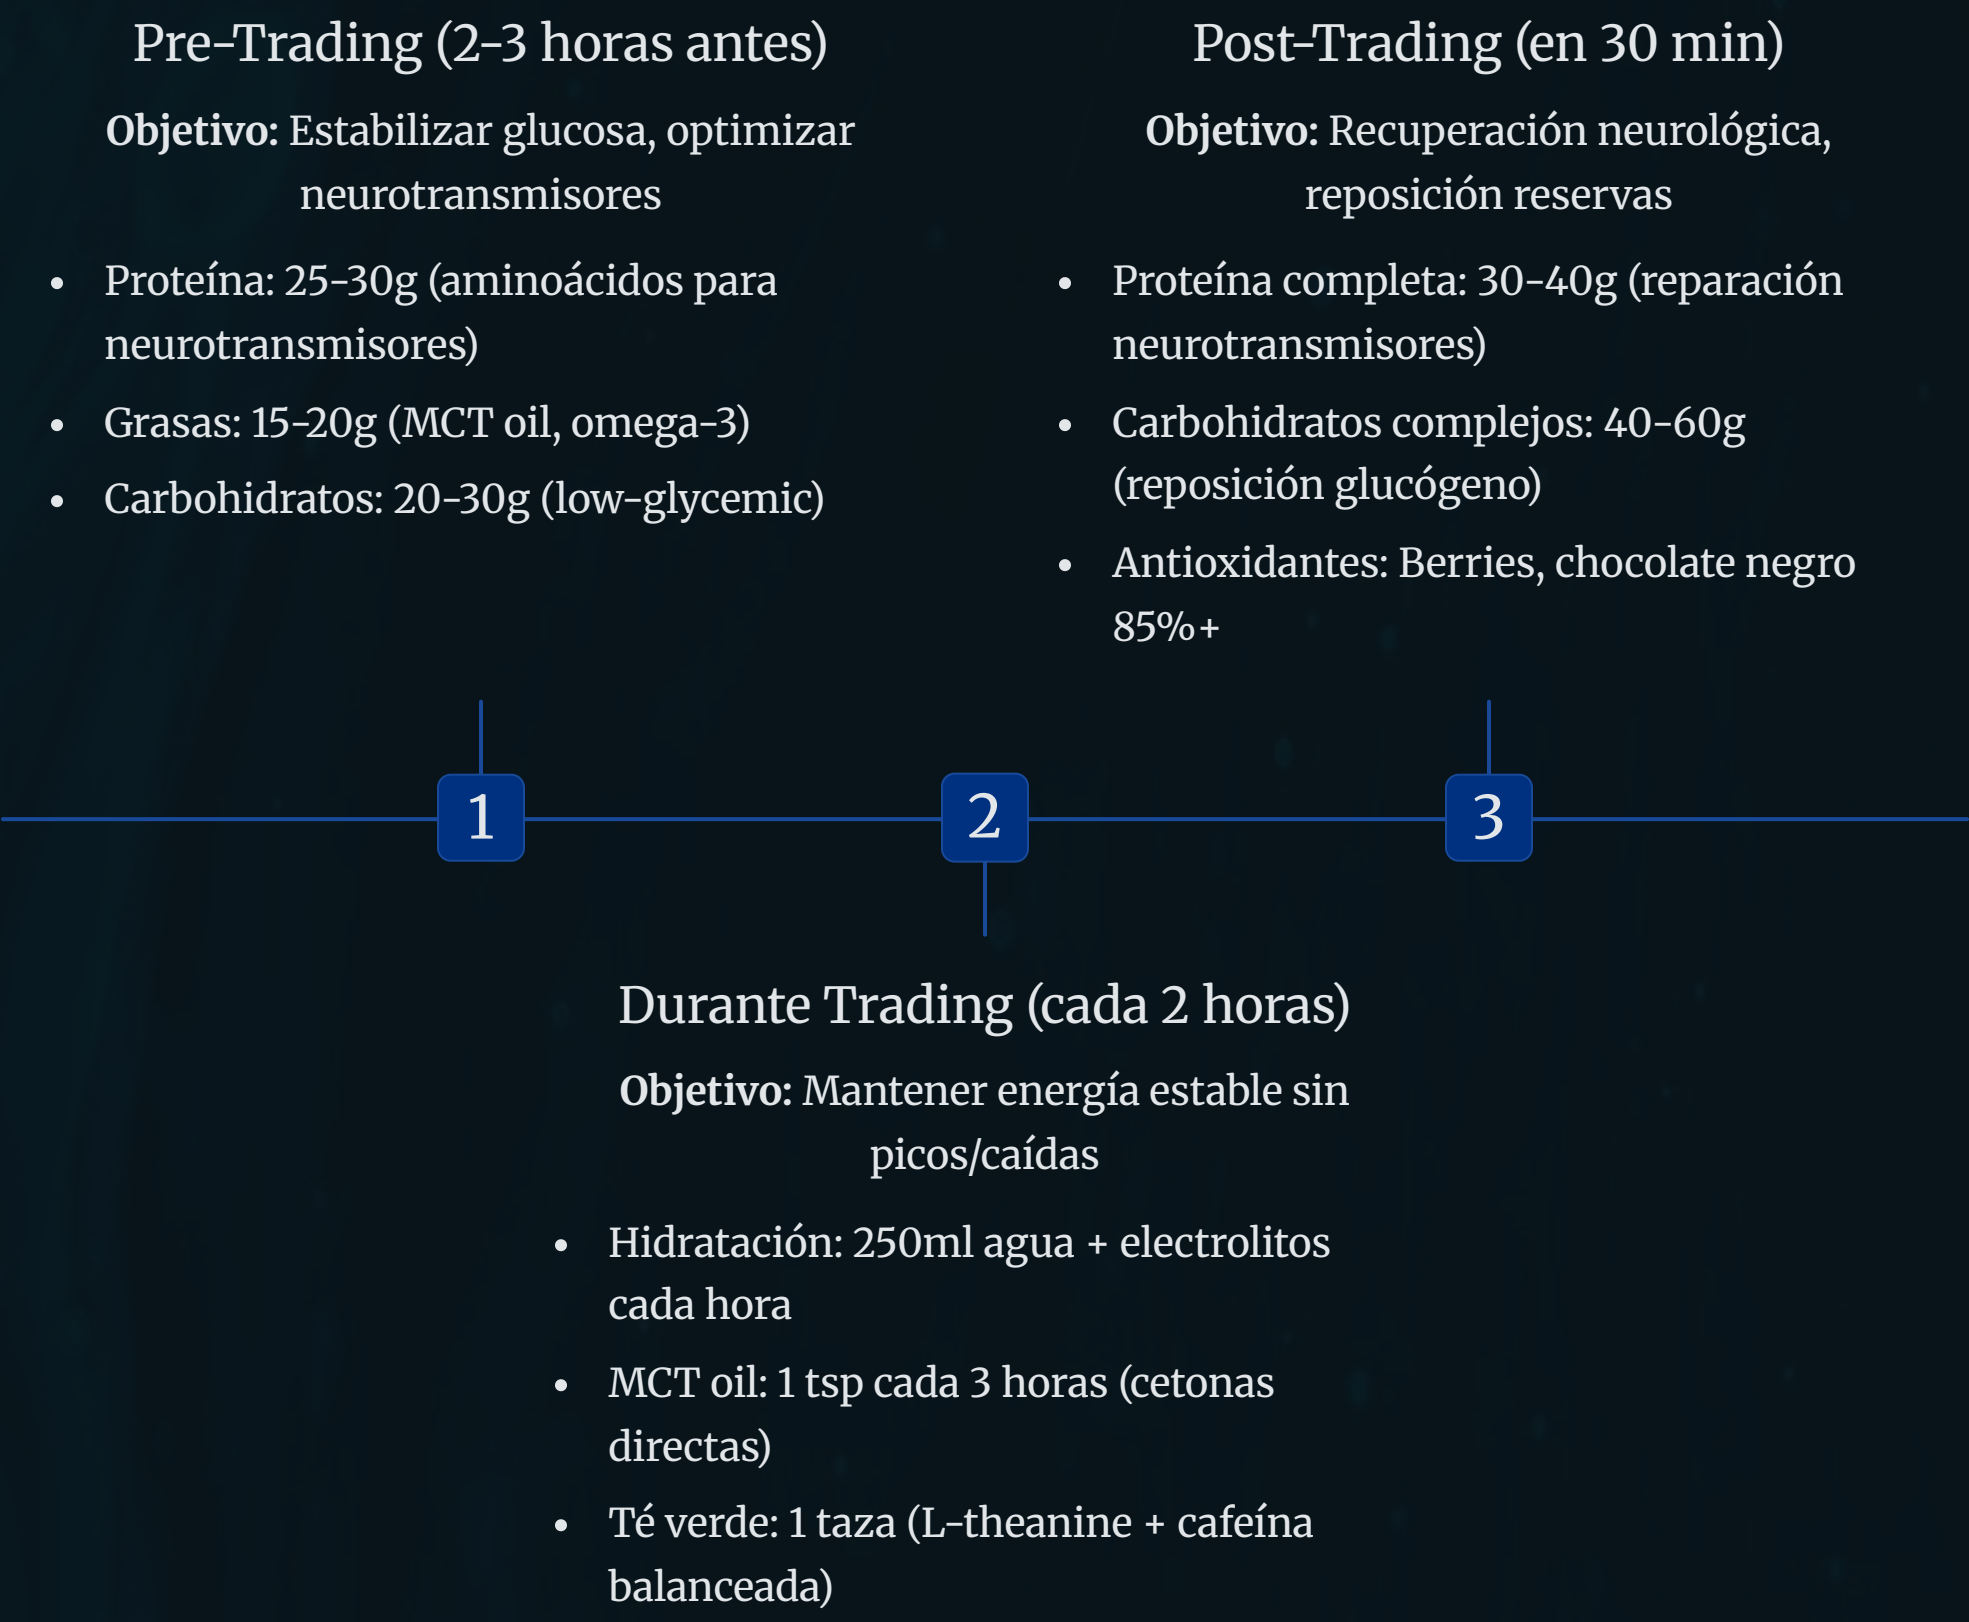 Pre-Trading (2-3 horas antes)
Objetivo: Estabilizar glucosa, optimizar
neurotransmisores
• Proteína: 25-30g (aminoácidos para
neurotransmisores)
• Grasas: 15-20g (MCT oil, omega-3)
• Carbohidratos: 20-30g (low-glycemic)
Post-Trading (en 30 min)
Objetivo: Recuperación neurológica,
reposición reservas
• Proteína completa: 30-40g (reparación
neurotransmisores)
• Carbohidratos complejos: 40-60g
(reposición glucógeno)
• Antioxidantes: Berries, chocolate negro
85%+
1
2
3
Durante Trading (cada 2 horas)
Objetivo: Mantener energía estable sin
picos/caídas
• Hidratación: 250ml agua + electrolitos
cada hora
• MCT oil: 1 tsp cada 3 horas (cetonas
directas)
• Té verde: 1 taza (L-theanine + cafeína
balanceada)